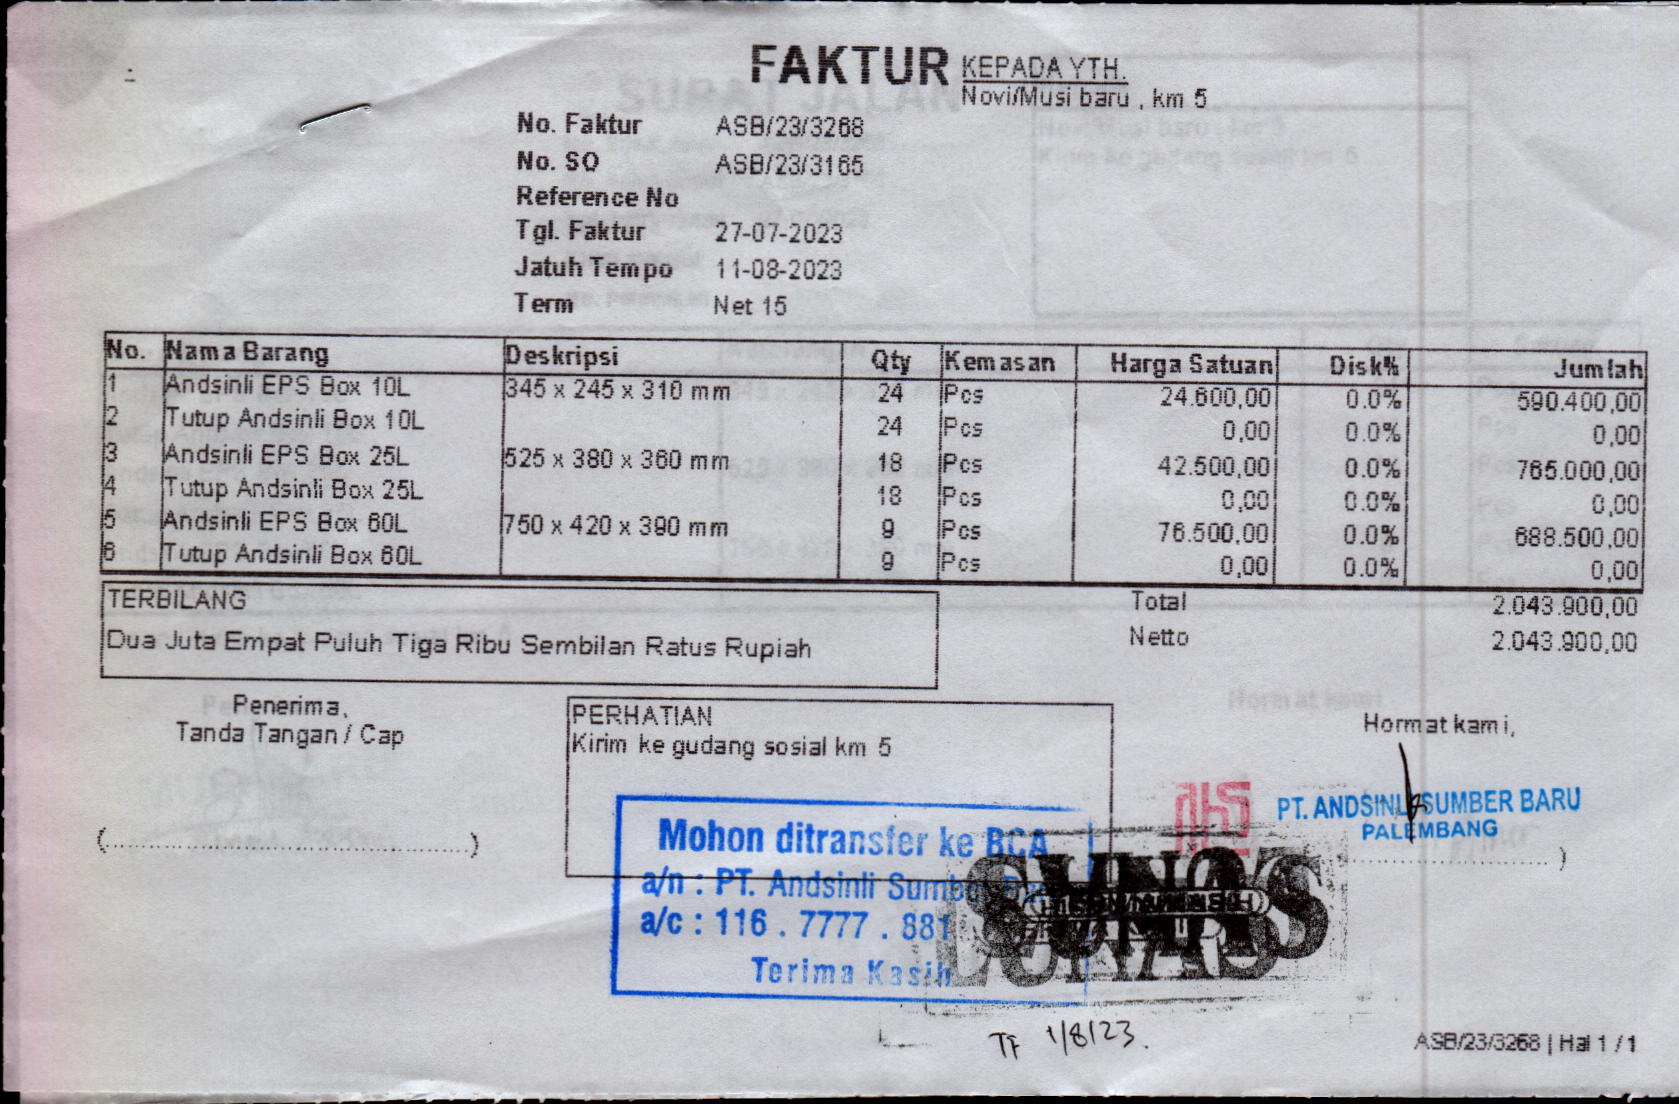 FAKTUR
KEPADA YTH.
Novi/Musi baru , km 5
No. Faktur ASB/23/3268
No. SO ASB/23/3165
Reference No
Tgl. Faktur 27-07-2023
Jatuh Tempo 11-08-2023
Term Net 15
No. Nama Barang Deskripsi Qty Kemasan Harga Satuan Disk% Jumlah
1 Andsinli EPS Box 10L 345 x 245 x 310 mm 24 Pcs 24.600,00 0.0% 590.400,00
2 Tutup Andsinli Box 10L 24 Pcs 0,00 0.0% 0,00
3 Andsinli EPS Box 25L 525 x 380 x 360 mm 18 Pcs 42.500,00 0.0% 765.000,00
4 Tutup Andsinli Box 25L 18 Pcs 0,00 0.0% 0,00
5 Andsinli EPS Box 60L 750 x 420 x 390 mm 9 Pcs 76.500,00 0.0% 688.500,00
6 Tutup Andsinli Box 60L 9 Pcs 0,00 0.0% 0,00
TERBILANG
Dua Juta Empat Puluh Tiga Ribu Sembilan Ratus Rupiah
Total 2.043.900,00
Netto 2.043.900,00
Penerima,
Tanda Tangan / Cap
PERHATIAN
Kirim ke gudang sosial km 5
Hormat kami,
PT. ANDSINLI SUMBER BARU
PALEMBANG
Mohon ditransfer ke BCA
a/n : PT. Andsinli Sumber
a/c : 116 . 7777 . 881
Terima Kasih
LUNAS
TF 1/8/23.
ASB/23/3268 | Hal 1 / 1